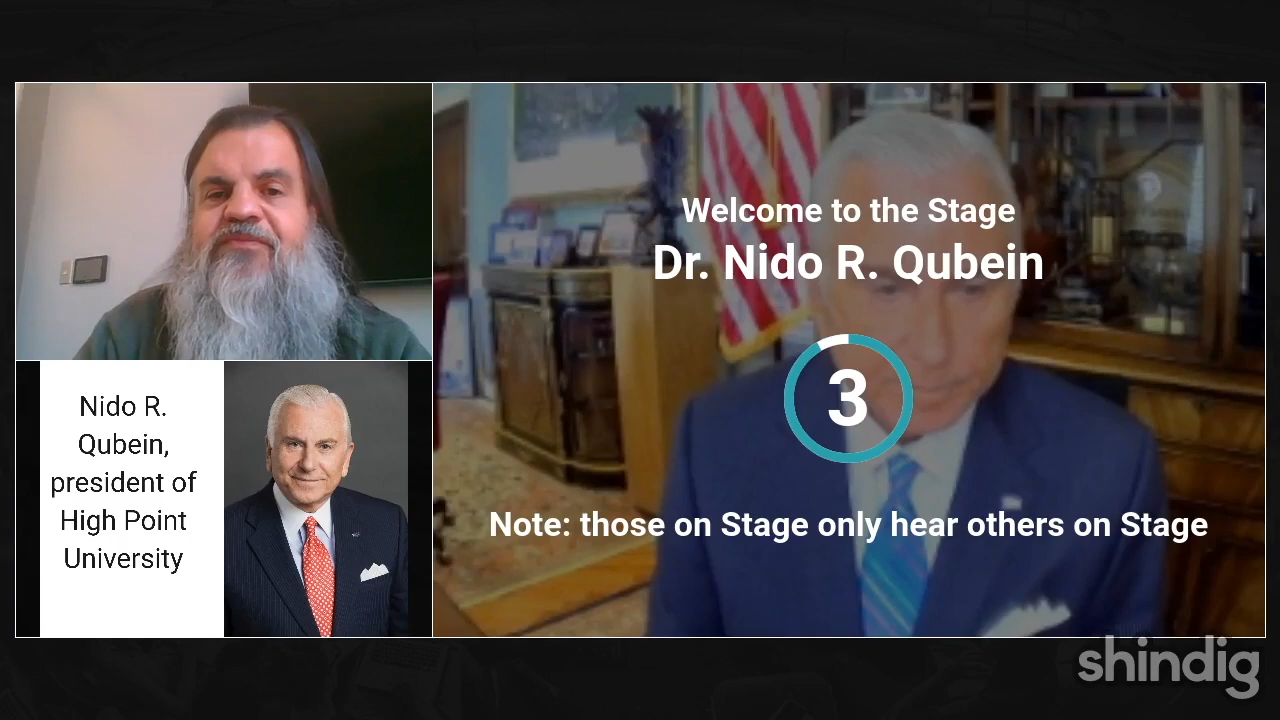 Welcome to the Stage
Dr. Nido R. Qubein
3
Note: those on Stage only hear others on Stage
Nido R.
Qubein,
president of
High Point
University
shindig